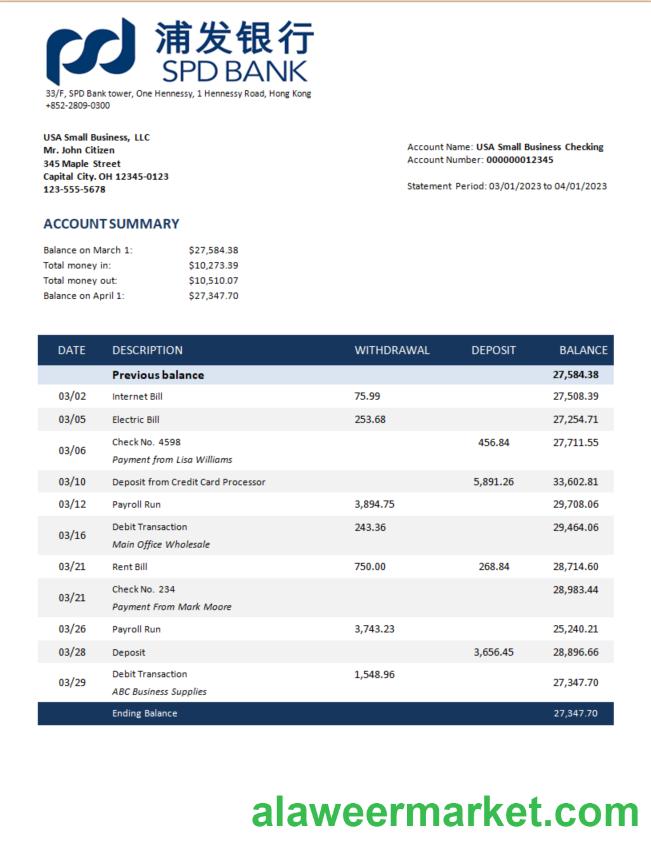 浦发银行
SPD BANK
33/F, SPD Bank tower, One Hennessy, 1 Hennessy Road, Hong Kong
+852-2809-0300
USA Small Business, LLC
Mr. John Citizen
345 Maple Street
Capital City. OH 12345-0123
123-555-5678
Account Name: USA Small Business Checking
Account Number: 000000012345
Statement Period: 03/01/2023 to 04/01/2023
ACCOUNT SUMMARY
Balance on March 1: $27,584.38
Total money in: $10,273.39
Total money out: $10,510.07
Balance on April 1: $27,347.70
DATE DESCRIPTION WITHDRAWAL DEPOSIT BALANCE
Previous balance 27,584.38
03/02 Internet Bill 75.99 27,508.39
03/05 Electric Bill 253.68 27,254.71
03/06 Check No. 4598 456.84 27,711.55
Payment from Lisa Williams
03/10 Deposit from Credit Card Processor 5,891.26 33,602.81
03/12 Payroll Run 3,894.75 29,708.06
03/16 Debit Transaction 243.36 29,464.06
Main Office Wholesale
03/21 Rent Bill 750.00 268.84 28,714.60
03/21 Check No. 234 28,983.44
Payment From Mark Moore
03/26 Payroll Run 3,743.23 25,240.21
03/28 Deposit 3,656.45 28,896.66
03/29 Debit Transaction 1,548.96 27,347.70
ABC Business Supplies
Ending Balance 27,347.70
alaweermarket.com